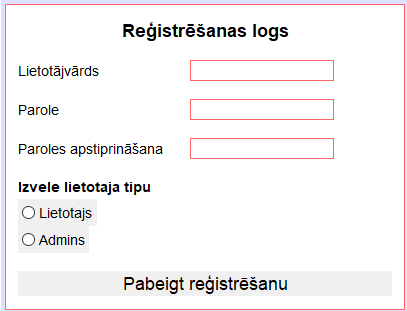 Reģistrēšanas logs
Lietotājvārds
Parole
Paroles apstiprināšana
Izvele lietotaja tipu
Lietotajs
Admins
Pabeigt reģistrēšanu